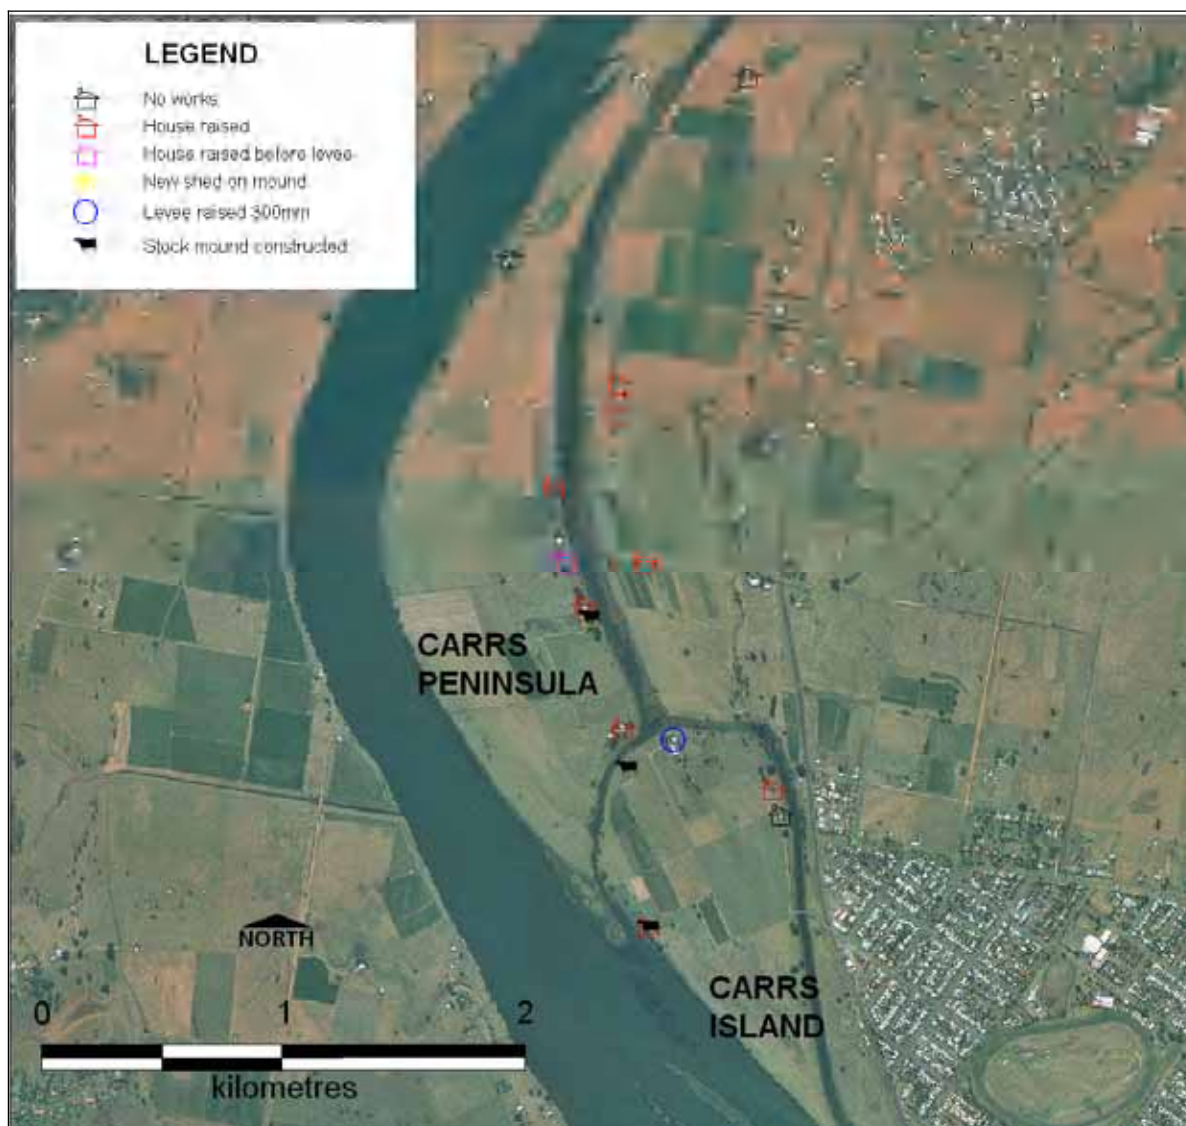 LEGEND
No works
House raised
House raised before levee
New shed on mound
Levee raised 300mm
Stock mound constructed
CARRS
PENINSULA
NORTH
CARRS
ISLAND
0 1 2
kilometres